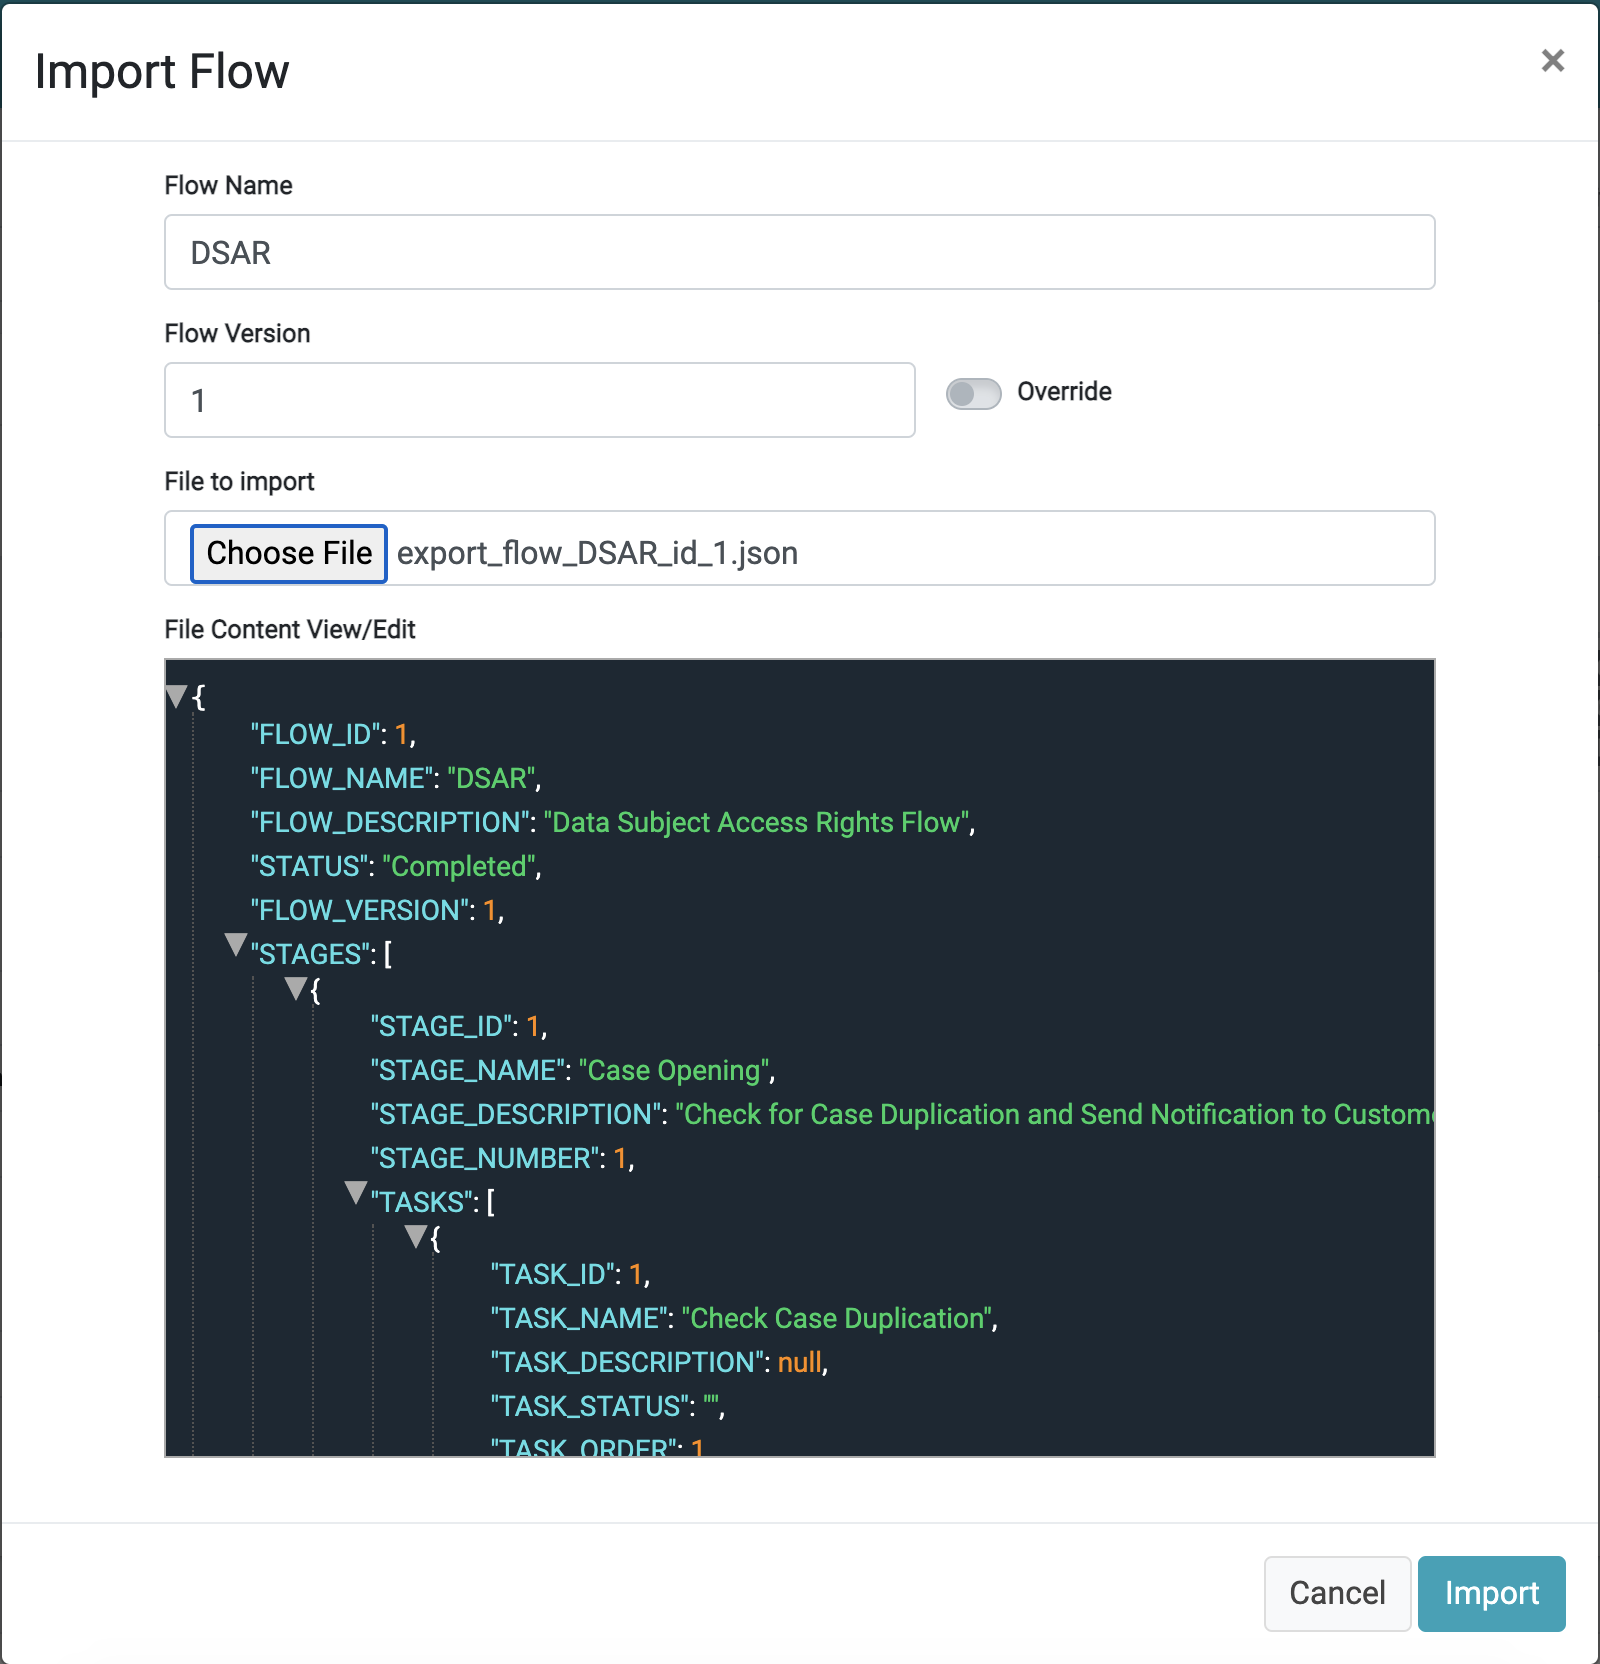 Import Flow
×
Flow Name
DSAR
Flow Version
1
Override
File to import
Choose File export_flow_DSAR_id_1.json
File Content View/Edit
{
"FLOW_ID": 1,
"FLOW_NAME": "DSAR",
"FLOW_DESCRIPTION": "Data Subject Access Rights Flow",
"STATUS": "Completed",
"FLOW_VERSION": 1,
"STAGES": [
{
"STAGE_ID": 1,
"STAGE_NAME": "Case Opening",
"STAGE_DESCRIPTION": "Check for Case Duplication and Send Notification to
"STAGE_NUMBER": 1,
"TASKS": [
{
"TASK_ID": 1,
"TASK_NAME": "Check Case Duplication",
"TASK_DESCRIPTION": null,
"TASK_STATUS": "",
"TASK_ORDER": 1
Cancel Import